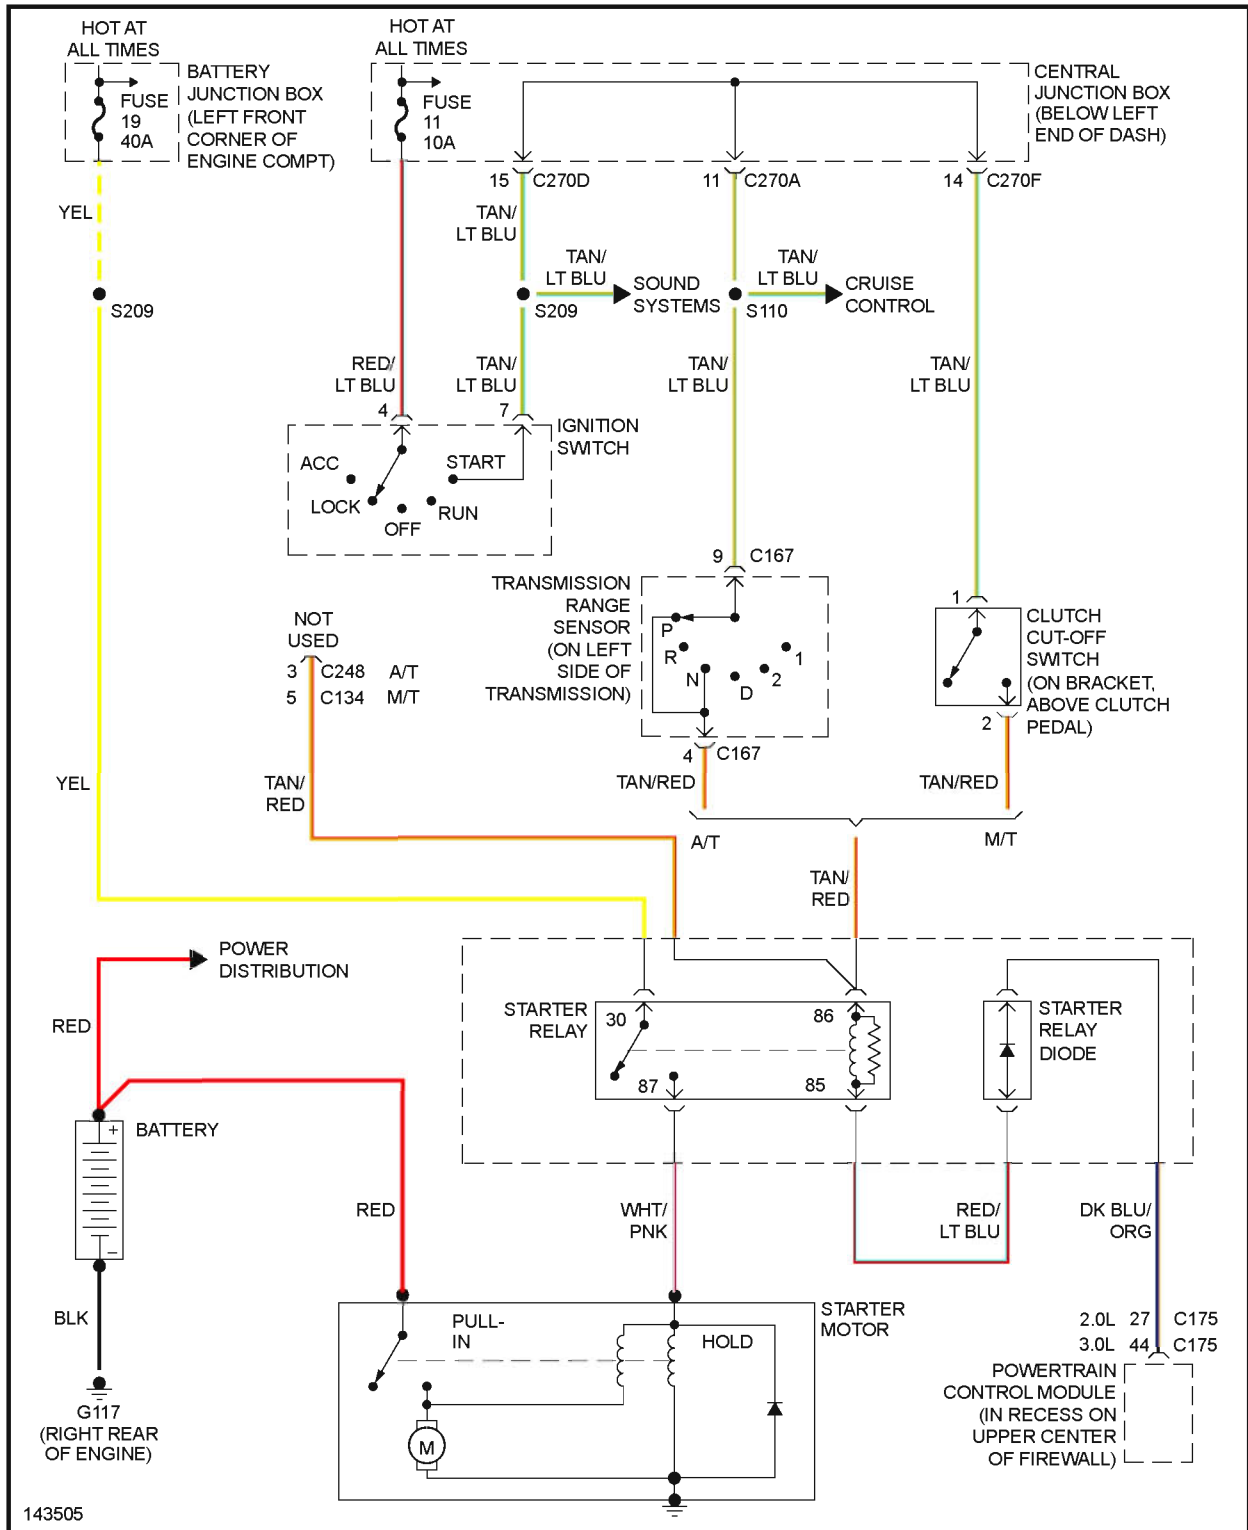 HOT AT
ALL TIMES
BATTERY
JUNCTION BOX
(LEFT FRONT
CORNER OF
ENGINE COMPT)
FUSE
19
40A
HOT AT
ALL TIMES
FUSE
11
10A
CENTRAL
JUNCTION BOX
(BELOW LEFT
END OF DASH)
15 C270D
11 C270A
14 C270F
YEL
TAN/
LT BLU
S209
TAN/
LT BLU
SOUND
SYSTEMS
S209
TAN/
LT BLU
CRUISE
CONTROL
S110
RED/
LT BLU
TAN/
LT BLU
TAN/
LT BLU
TAN/
LT BLU
4
7
IGNITION
SWITCH
ACC
LOCK
OFF
RUN
START
9 C167
TRANSMISSION
RANGE
SENSOR
(ON LEFT
SIDE OF
TRANSMISSION)
P
R
N
D
2
1
4 C167
1
CLUTCH
CUT-OFF
SWITCH
(ON BRACKET,
ABOVE CLUTCH
PEDAL)
2
NOT
USED
3 C248 A/T
5 C134 M/T
YEL
TAN/
RED
TAN/RED
TAN/RED
A/T
M/T
TAN/
RED
POWER
DISTRIBUTION
RED
STARTER
RELAY
30
86
87
85
STARTER
RELAY
DIODE
+
BATTERY
–
RED
WHT/
PNK
RED/
LT BLU
DK BLU/
ORG
BLK
G117
(RIGHT REAR
OF ENGINE)
PULL-
IN
HOLD
M
STARTER
MOTOR
2.0L 27 C175
3.0L 44 C175
POWERTRAIN
CONTROL MODULE
(IN RECESS ON
UPPER CENTER
OF FIREWALL)
143505